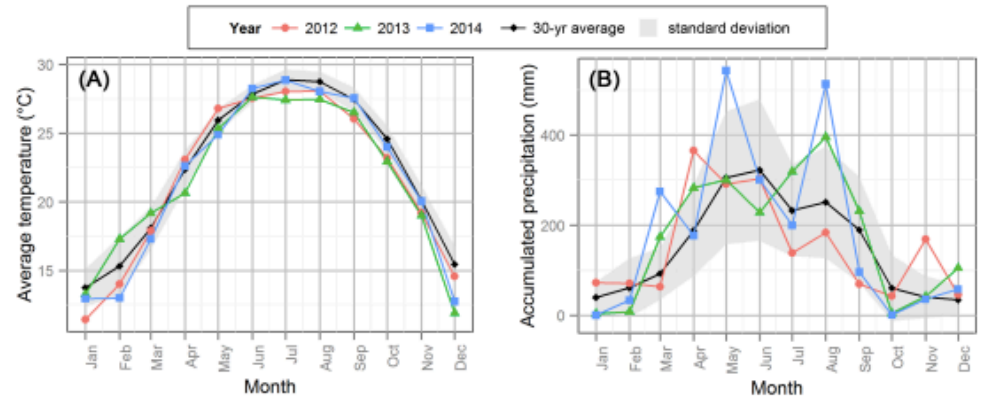 Year 2012 2013 2014 30-yr average standard deviation
(A)
Average temperature (°C)
30
25
20
15
Jan Feb Mar Apr May Jun Jul Aug Sep Oct Nov Dec
Month
(B)
Accumulated precipitation (mm)
400
200
0
Jan Feb Mar Apr May Jun Jul Aug Sep Oct Nov Dec
Month